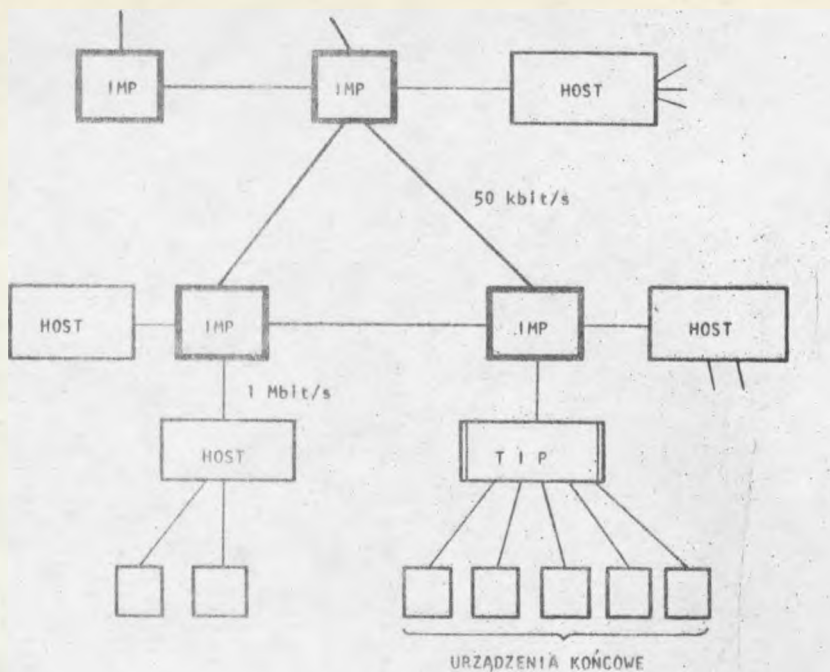 IMP
IMP
HOST
50 kbit/s
HOST
IMP
IMP
HOST
1 Mbit/s
HOST
T I P
URZĄDZENIA KOŃCOWE